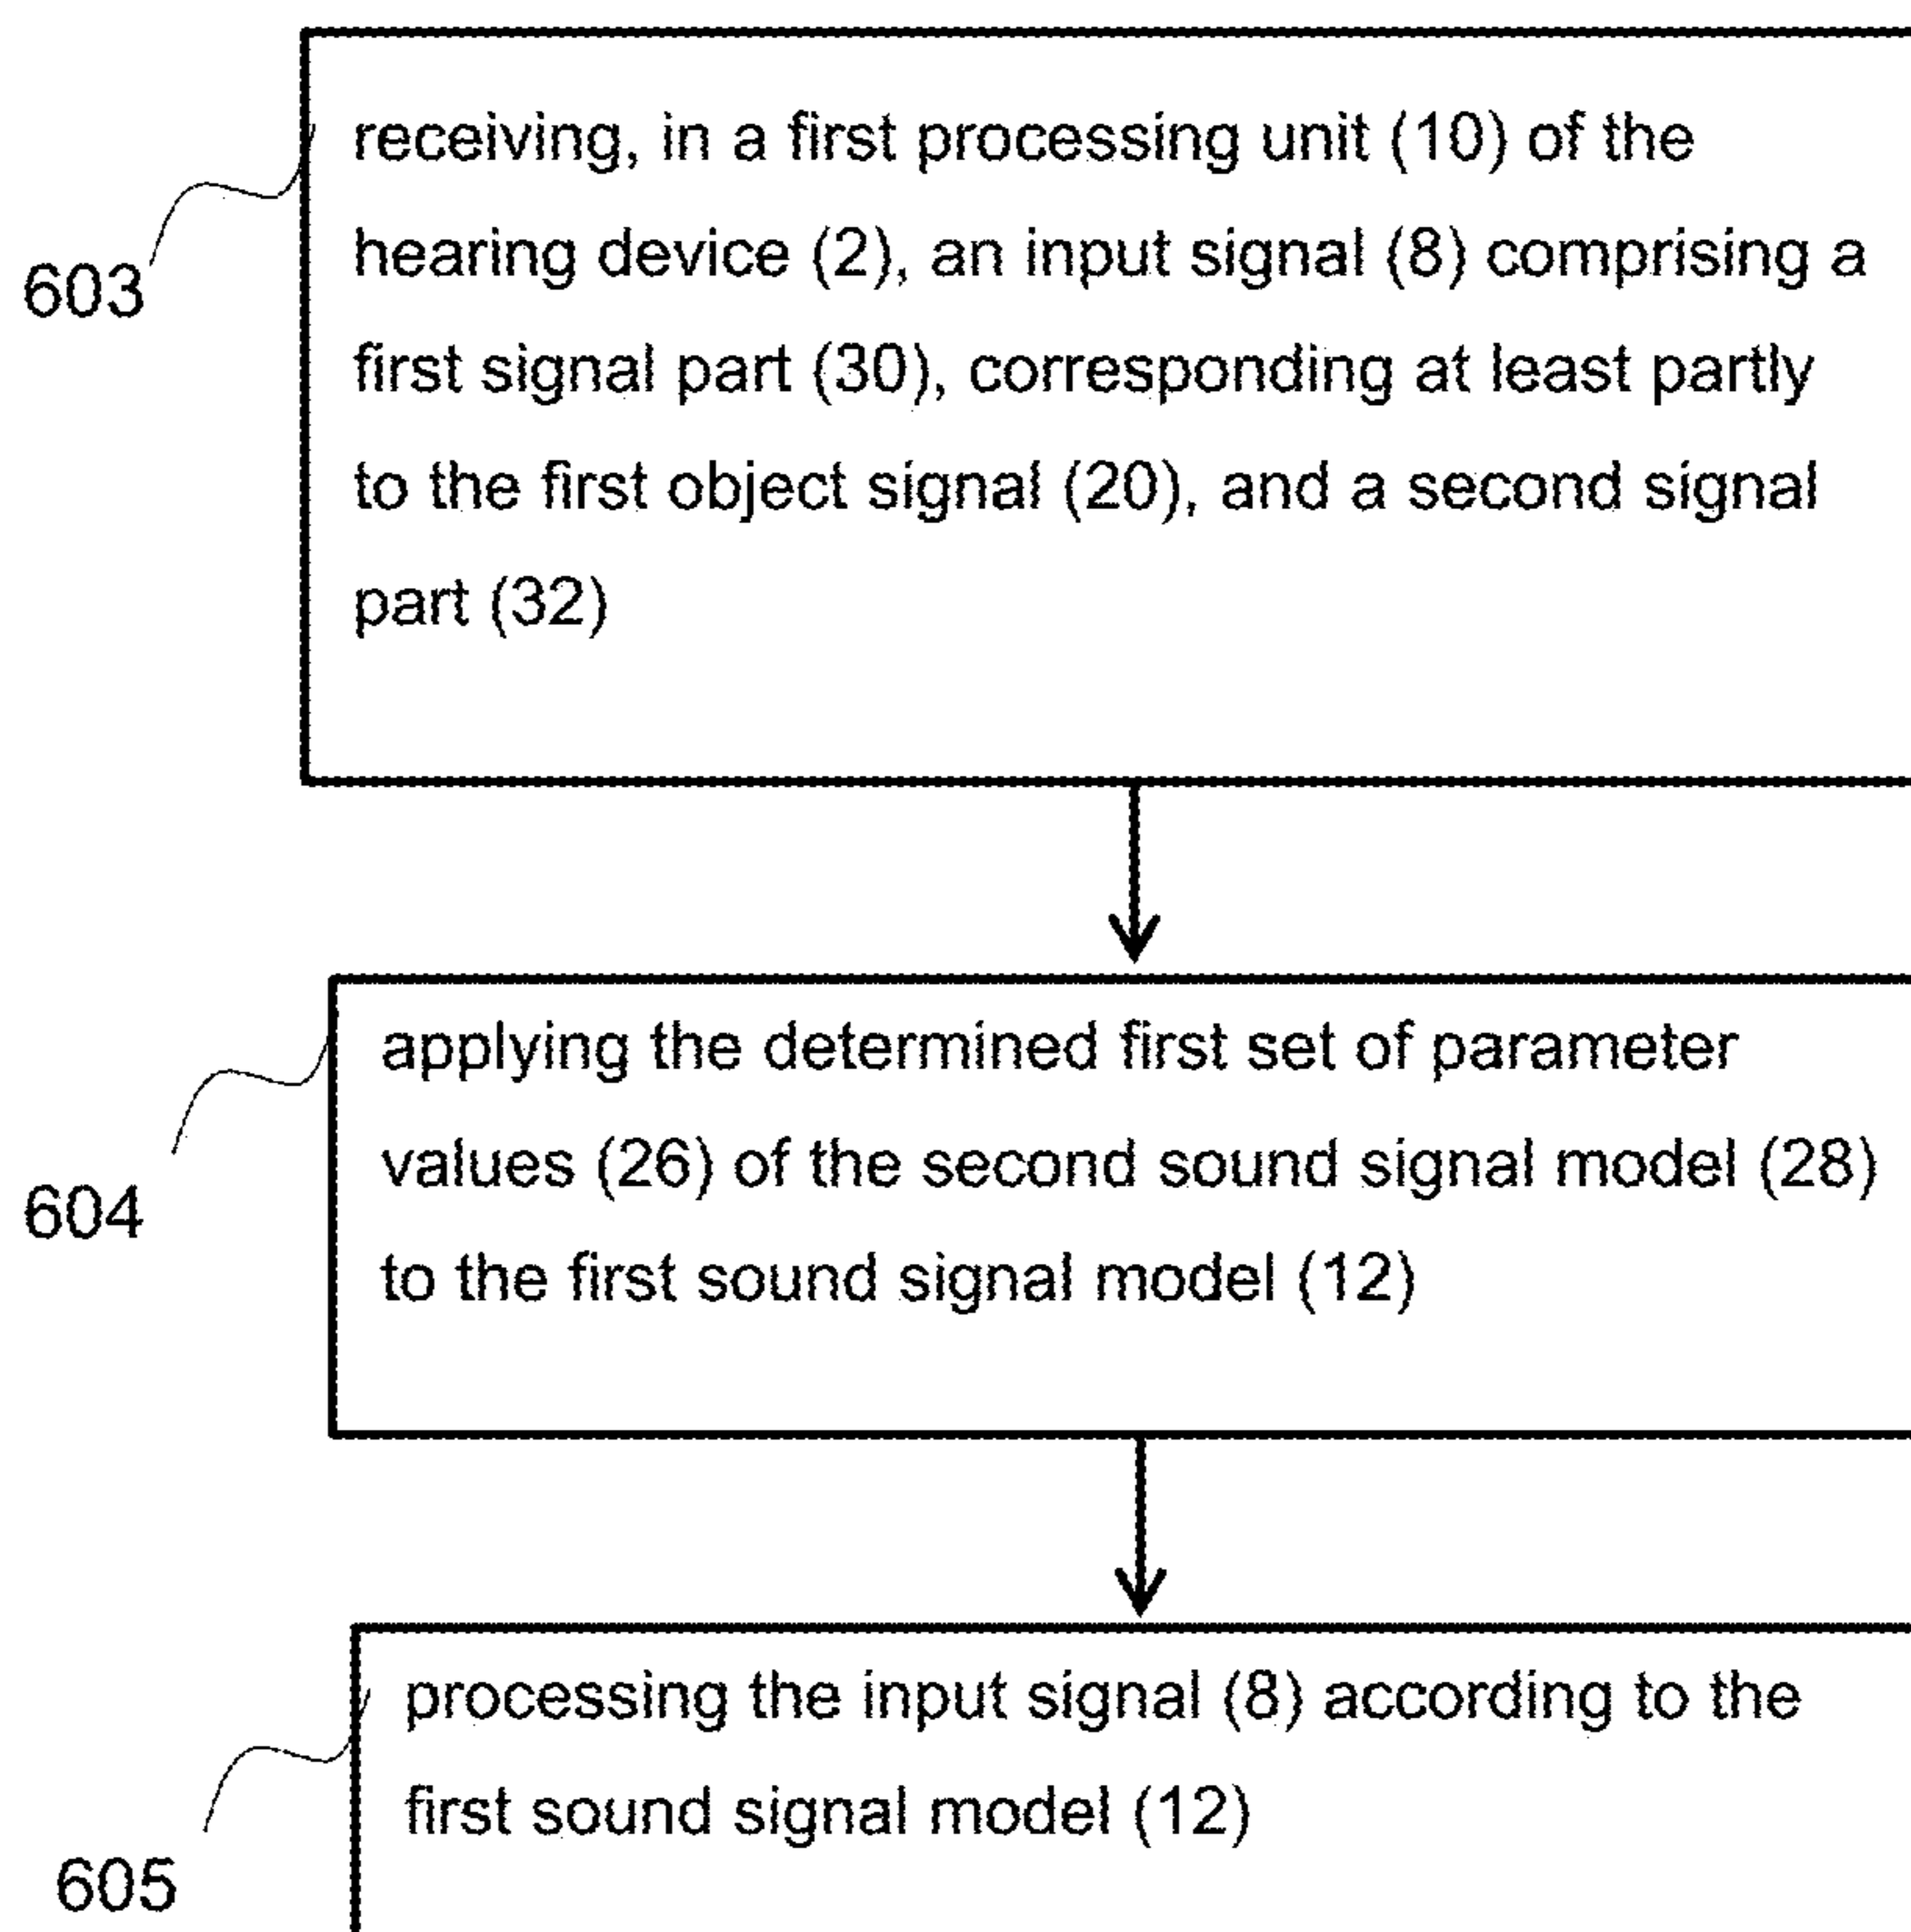 603
receiving, in a first processing unit (10) of the
hearing device (2), an input signal (8) comprising a
first signal part (30), corresponding at least partly
to the first object signal (20), and a second signal
part (32)
604
applying the determined first set of parameter
values (26) of the second sound signal model (28)
to the first sound signal model (12)
605
processing the input signal (8) according to the
first sound signal model (12)